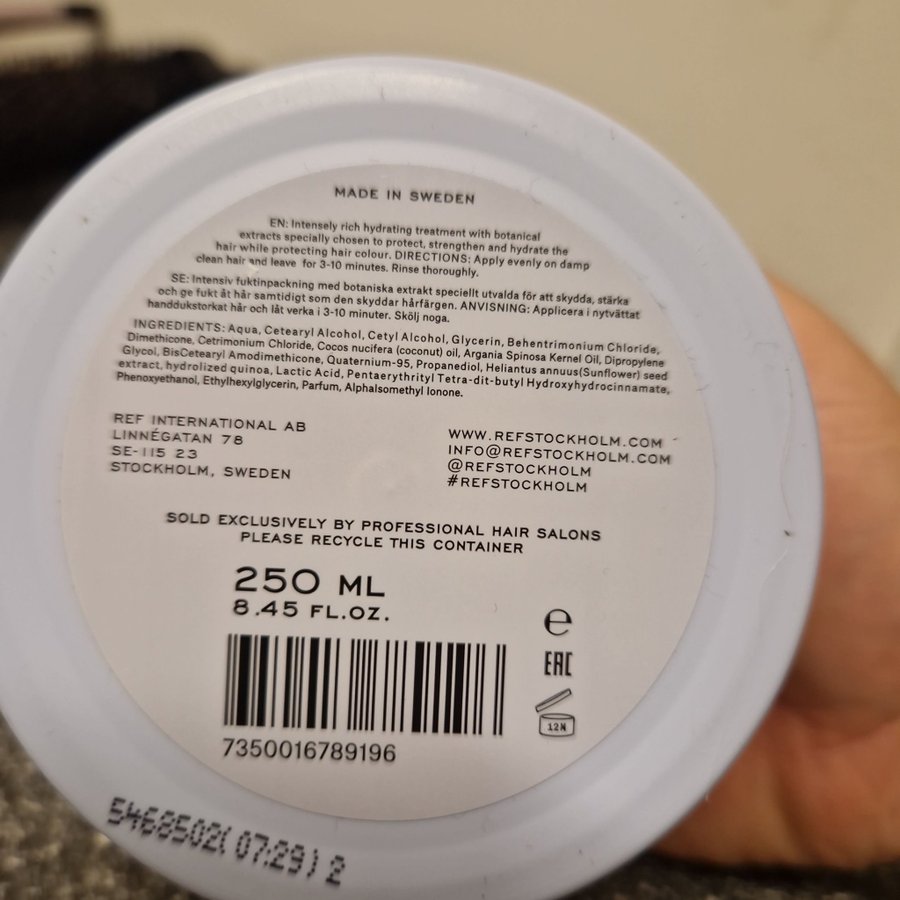 MADE IN SWEDEN
EN: Intensely rich hydrating treatment with botanical
extracts specially chosen to protect, strengthen and hydrate the
hair while protecting hair colour. DIRECTIONS: Apply evenly on damp
clean hair and leave for 3-10 minutes. Rinse thoroughly.
SE: Intensiv fuktinpackning med botaniska extrakt speciellt utvalda för att skydda, stärka
och ge fukt åt hår samtidigt som den skyddar hårfärgen. ANVISNING: Applicera i nytvättat
handdukstorkat hår och låt verka i 3-10 minuter. Skölj noga.
INGREDIENTS: Aqua, Cetearyl Alcohol, Cetyl Alcohol, Glycerin, Behentrimonium Chloride,
Dimethicone, Cetrimonium Chloride, Cocos nucifera (coconut) oil, Argania Spinosa Kernel Oil, Dipropylene
Glycol, BisCetearyl Amodimethicone, Quaternium-95, Propanediol, Helianthus annuus(Sunflower) seed
extract, hydrolized quinoa, Lactic Acid, Pentaerythrityl Tetra-dit-butyl Hydroxyhydrocinnamate,
Phenoxyethanol, Ethylhexylglycerin, Parfum, Alphalsomethyl Ionone.
REF INTERNATIONAL AB
LINNÉGATAN 78
SE-115 23
STOCKHOLM, SWEDEN
WWW.REFSTOCKHOLM.COM
INFO@REFSTOCKHOLM.COM
@REFSTOCKHOLM
#REFSTOCKHOLM
SOLD EXCLUSIVELY BY PROFESSIONAL HAIR SALONS
PLEASE RECYCLE THIS CONTAINER
250 ML
8.45 FL.OZ.
e
EAC
12M
7350016789196
5468502(07:29)2